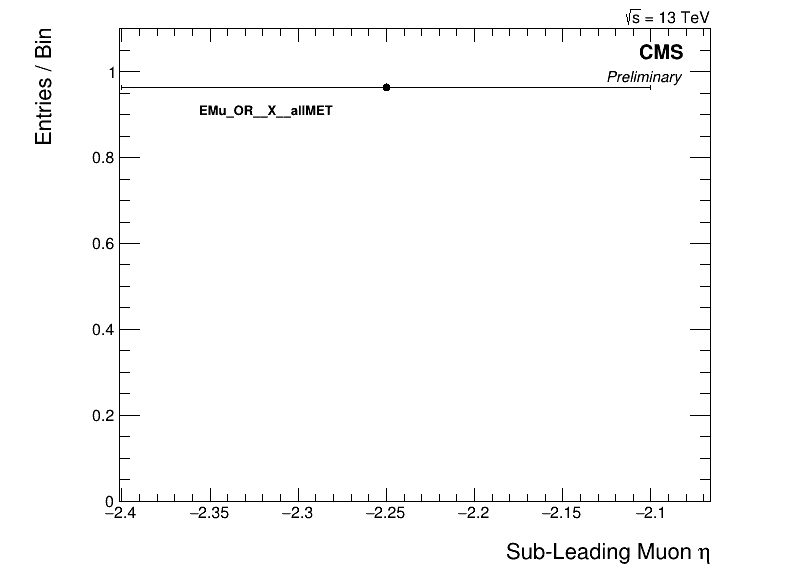 √s = 13 TeV
CMS
Preliminary
EMu_OR__X__allMET
Entries / Bin
1
0.8
0.6
0.4
0.2
0
−2.4 −2.35 −2.3 −2.25 −2.2 −2.15 −2.1
Sub-Leading Muon η